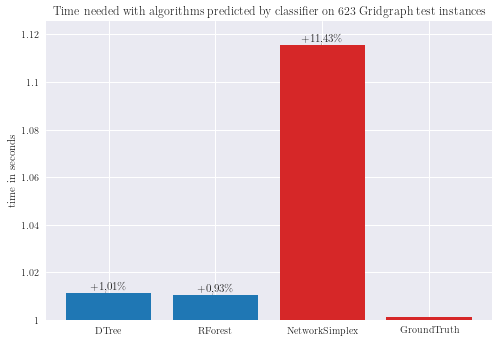 Time needed with algorithms predicted by classifier on 623 Gridgraph test instances
time in seconds
1.12
1.1
1.08
1.06
1.04
1.02
1
+1,01%
+0,93%
+11.43%
DTree
RForest
NetworkSimplex
GroundTruth